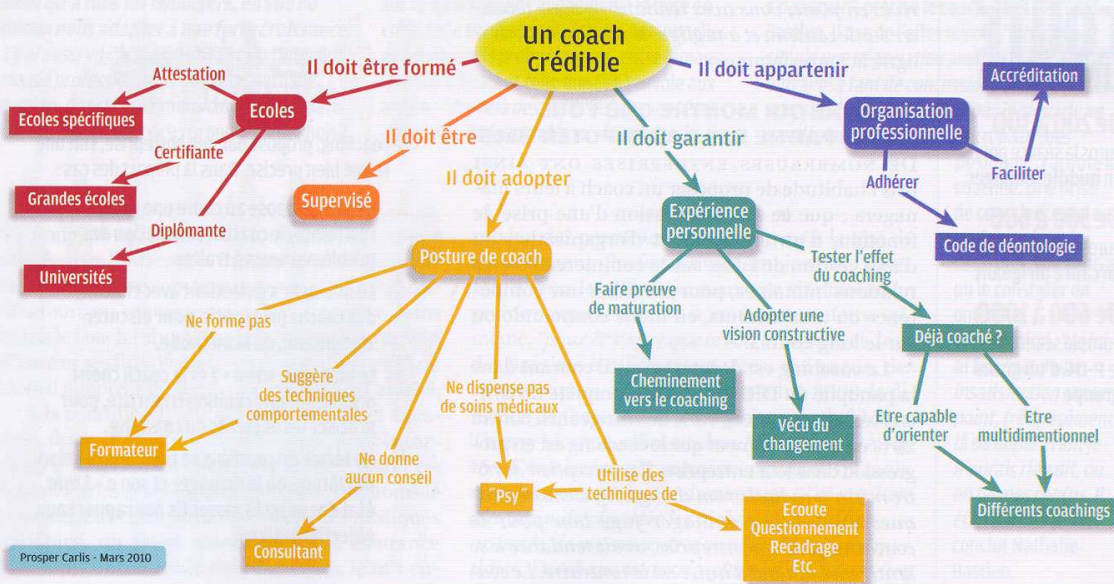 Un coach
crédible
Il doit être formé
Ecoles
Attestation
Ecoles spécifiques
Certifiante
Grandes écoles
Diplômante
Universités
Il doit être
Supervisé
Il doit adopter
Posture de coach
Ne forme pas
Suggère
des techniques
comportementales
Formateur
Ne donne
aucun conseil
Consultant
Ne dispense pas
de soins médicaux
"Psy"
Utilise des
techniques de
Ecoute
Questionnement
Recadrage
Etc.
Il doit garantir
Expérience
personnelle
Faire preuve
de maturation
Cheminement
vers le coaching
Adopter une
vision constructive
Vécu du
changement
Tester l'effet
du coaching
Déjà coaché ?
Etre capable
d'orienter
Etre
multidimentionnel
Différents coachings
Il doit appartenir
Organisation
professionnelle
Accréditation
Faciliter
Adhérer
Code de déontologie
Prosper Carlis - Mars 2010